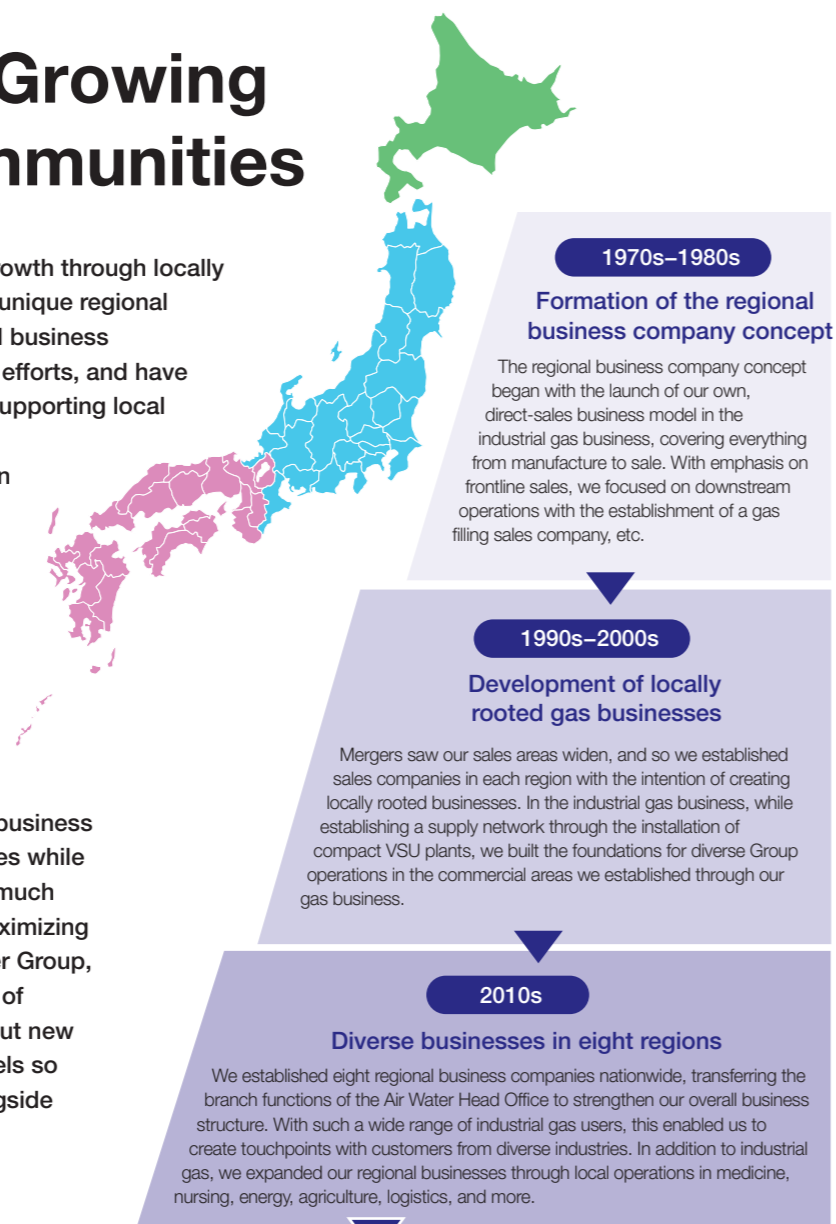 Growing
mmunities
rowth through locally
unique regional
l business
efforts, and have
upporting local
n
business
es while
much
ximizing
er Group,
of
ut new
els so
gside
1970s–1980s
Formation of the regional
business company concept
The regional business company concept
began with the launch of our own,
direct-sales business model in the
industrial gas business, covering everything
from manufacture to sale. With emphasis on
frontline sales, we focused on downstream
operations with the establishment of a gas
filling sales company, etc.
1990s–2000s
Development of locally
rooted gas businesses
Mergers saw our sales areas widen, and so we established
sales companies in each region with the intention of creating
locally rooted businesses. In the industrial gas business, while
establishing a supply network through the installation of
compact VSU plants, we built the foundations for diverse Group
operations in the commercial areas we established through our
gas business.
2010s
Diverse businesses in eight regions
We established eight regional business companies nationwide, transferring the
branch functions of the Air Water Head Office to strengthen our overall business
structure. With such a wide range of industrial gas users, this enabled us to
create touchpoints with customers from diverse industries. In addition to industrial
gas, we expanded our regional businesses through local operations in medicine,
nursing, energy, agriculture, logistics, and more.